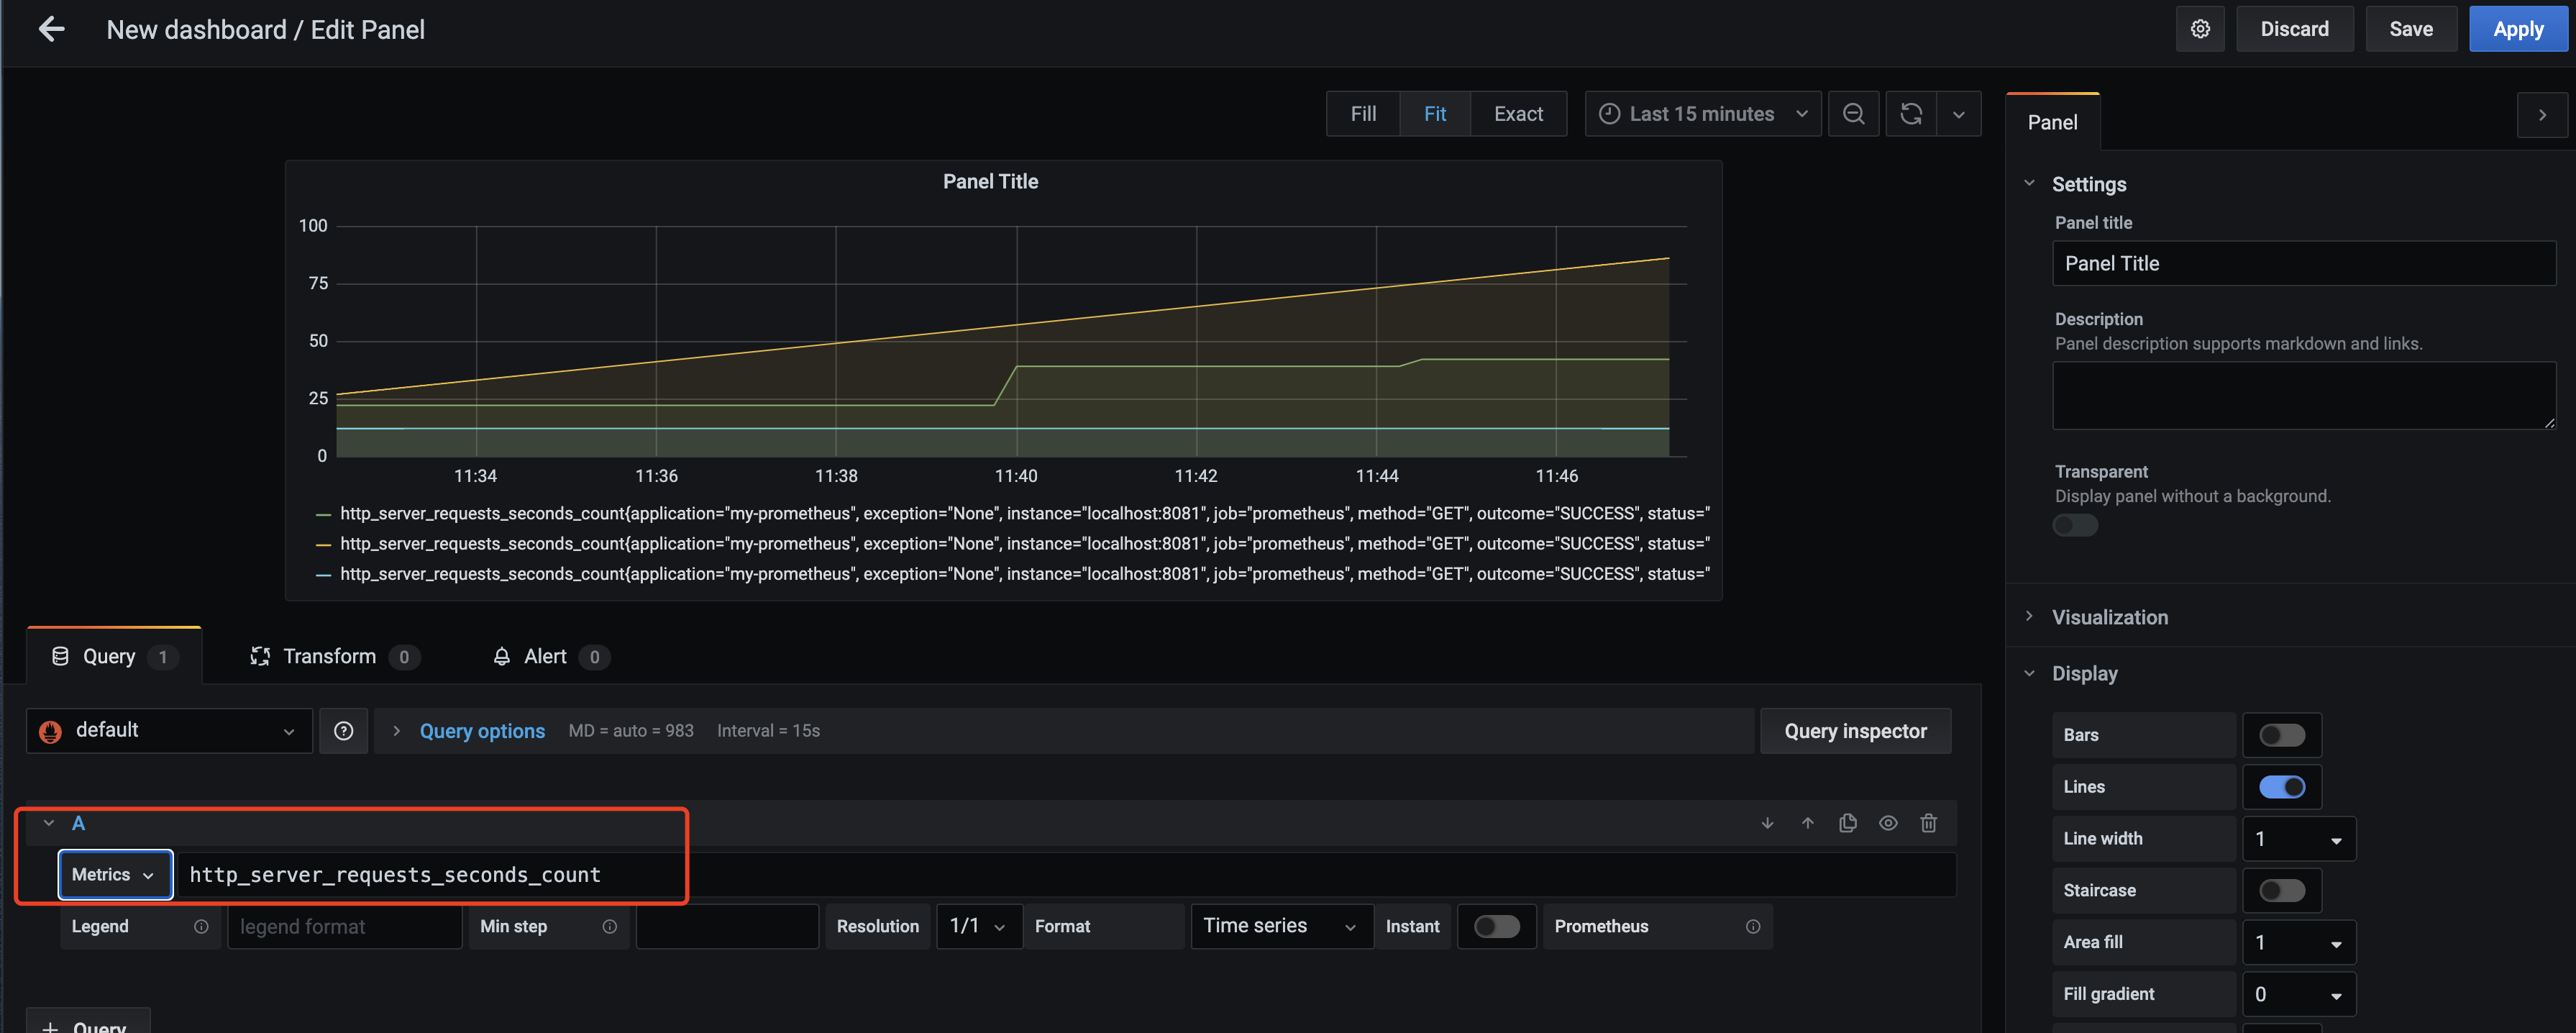 New dashboard / Edit Panel
Discard
Save
Apply
Fill
Fit
Exact
Last 15 minutes
Panel
Panel Title
100
75
50
25
0
11:34
11:36
11:38
11:40
11:42
11:44
11:46
http_server_requests_seconds_count{application="my-prometheus", exception="None", instance="localhost:8081", job="prometheus", method="GET", outcome="SUCCESS", status="
http_server_requests_seconds_count{application="my-prometheus", exception="None", instance="localhost:8081", job="prometheus", method="GET", outcome="SUCCESS", status="
http_server_requests_seconds_count{application="my-prometheus", exception="None", instance="localhost:8081", job="prometheus", method="GET", outcome="SUCCESS", status="
Settings
Panel title
Panel Title
Description
Panel description supports markdown and links.
Transparent
Display panel without a background.
Visualization
Display
Bars
Lines
Line width
1
Staircase
Area fill
1
Fill gradient
0
Query 1
Transform 0
Alert 0
default
Query options
MD = auto = 983
Interval = 15s
Query inspector
A
Metrics
http_server_requests_seconds_count
Legend
legend format
Min step
Resolution
1/1
Format
Time series
Instant
Prometheus
+ Query